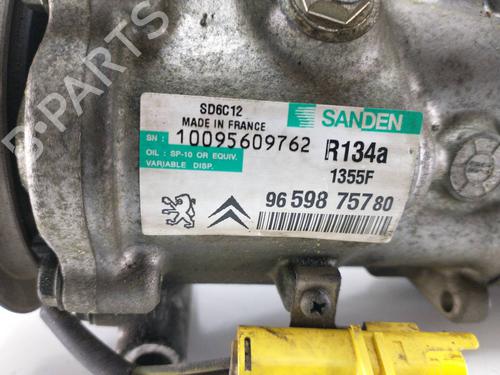 SD6C12
MADE IN FRANCE
SANDEN
SN: 10095609762
R134a
OIL: SP-10 OR EQUIV.
VARIABLE DISP.
1355F
96 598 757 80
B-PARTS